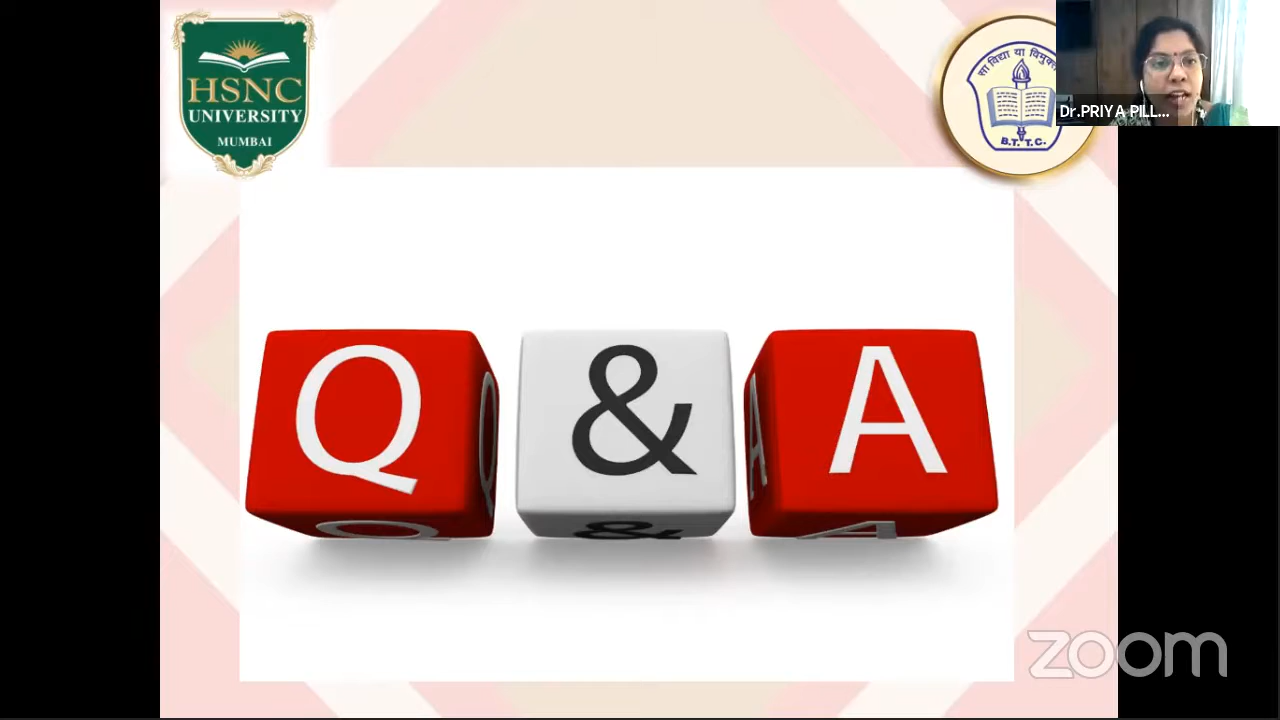 HSNC
UNIVERSITY
MUMBAI
सा विद्या या विमुक्त
B.T.T.C.
Dr.PRIYA PILL...
Q & A
zoom